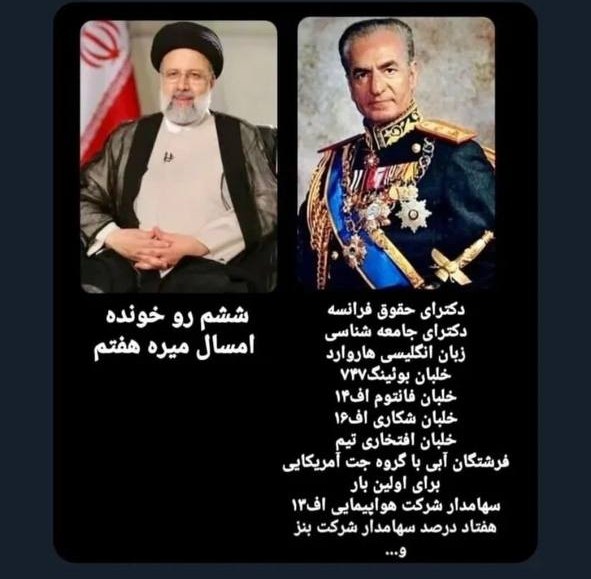 ششم رو خونده
امسال میره هفتم
دکترای حقوق فرانسه
دکترای جامعه شناسی
زبان انگلیسی هاروارد
خلبان بوئینگ۷۴۷
خلبان فانتوم اف۱۴
خلبان شکاری اف۱۶
خلبان افتخاری تیم
فرشتگان آبی با گروه جت آمریکایی
برای اولین بار
سهامدار شرکت هواپیمایی اف۱۳
هفتاد درصد سهامدار شرکت بنز
و...